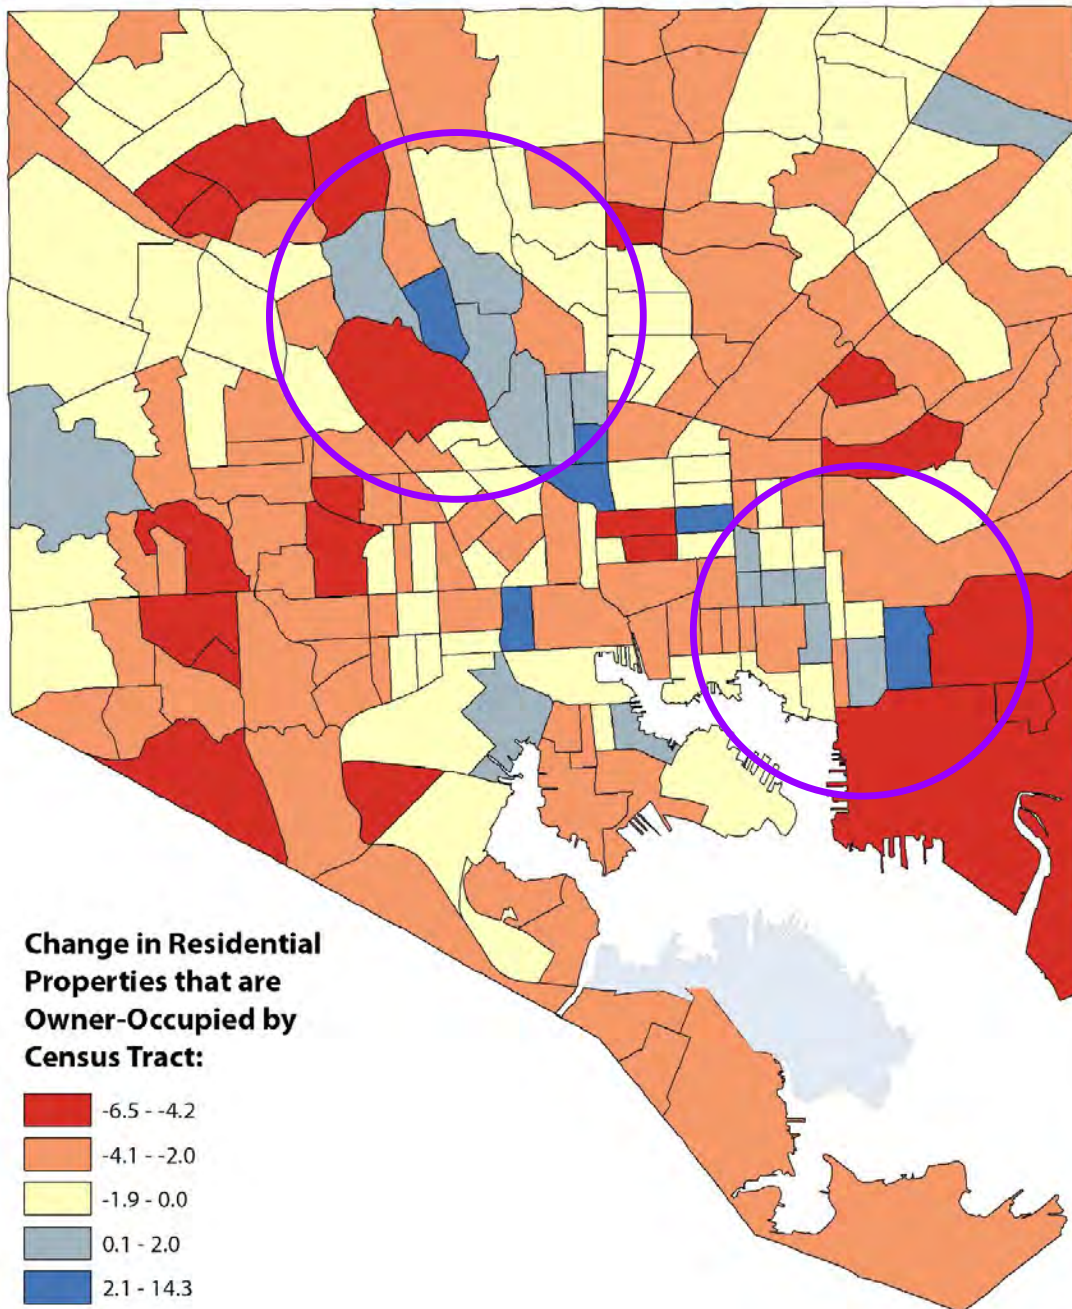 Change in Residential
Properties that are
Owner-Occupied by
Census Tract:
-6.5 - -4.2
-4.1 - -2.0
-1.9 - 0.0
0.1 - 2.0
2.1 - 14.3